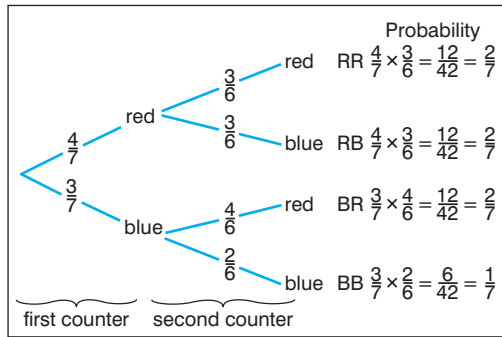 Probability
red RR 4/7 × 3/6 = 12/42 = 2/7
3/6
red
4/7
3/6
blue RB 4/7 × 3/6 = 12/42 = 2/7
3/7
red BR 3/7 × 4/6 = 12/42 = 2/7
4/6
blue
2/6
blue BB 3/7 × 2/6 = 6/42 = 1/7
first counter second counter